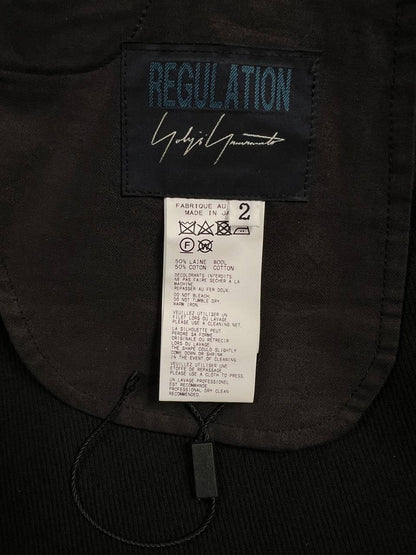 REGULATION
Yohji Yamamoto
FABRIQUE AU
MADE IN JA
2
F W
50% LAINE WOOL
50% COTON COTTON
DECOLORANTS INTERDITS
NE PAS FAIRE SECHER A LA
MACHINE
REPASSER AU FER DOUX.
DO NOT BLEACH.
DO NOT TUMBLE DRY.
WARM IRON.
VEUILLEZ UTILISER UN
FILET LORS DU LAVAGE.
PLEASE USE A CLEANING NET.
LA SILHOUETTE PEUT
PERDRE SA FORME
ORIGINALE OU RETRECIR
LORS DU LAVAGE.
THE SHAPE COULD SLIGHTLY
COME DOWN OR SHRINK
IN THE EVENT OF CLEANING.
VEUILLEZ UTILISER UNE
ETOFFE DE REPASSAGE.
PLEASE USE A CLOTH TO PRESS.
UN LAVAGE PROFESSIONEL
EST RECOMMANDE.
PROFESSIONAL DRY CLEAN
RECOMMENDED.